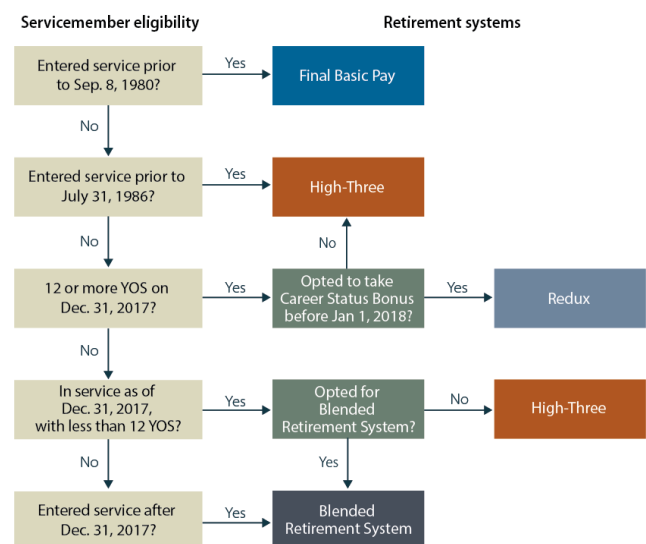 Servicemember eligibility
Retirement systems
Entered service prior
to Sep. 8, 1980?
Yes
Final Basic Pay
No
Entered service prior to
July 31, 1986?
Yes
High-Three
No
No
12 or more YOS on
Dec. 31, 2017?
Yes
Opted to take
Career Status Bonus
before Jan 1, 2018?
Yes
Redux
No
In service as of
Dec. 31, 2017,
with less than 12 YOS?
Yes
Opted for
Blended
Retirement System?
No
High-Three
No
Yes
Entered service after
Dec. 31, 2017?
Yes
Blended
Retirement System